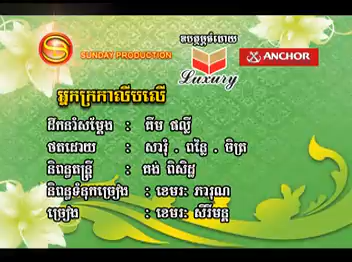 ឧបត្ថម្ភដោយ
SUNDAY PRODUCTION
Luxury
ANCHOR
អ្នកក្រកាលីបលើ
ដឹកនាំសម្តែង : គឹម ផល្លី
ថតដោយ : សារ៉ុំ . ពន្លៃ . ចិត្រ
និពន្ធតន្ត្រី : គង់ ពិសិដ្ឋ
និពន្ធទំនុកច្រៀង : ខេមរះ ភារុណ
ច្រៀង : ខេមរះ សិរីមន្ត